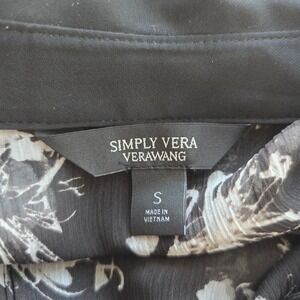 SIMPLY VERA
VERAWANG
S
MADE IN
VIETNAM